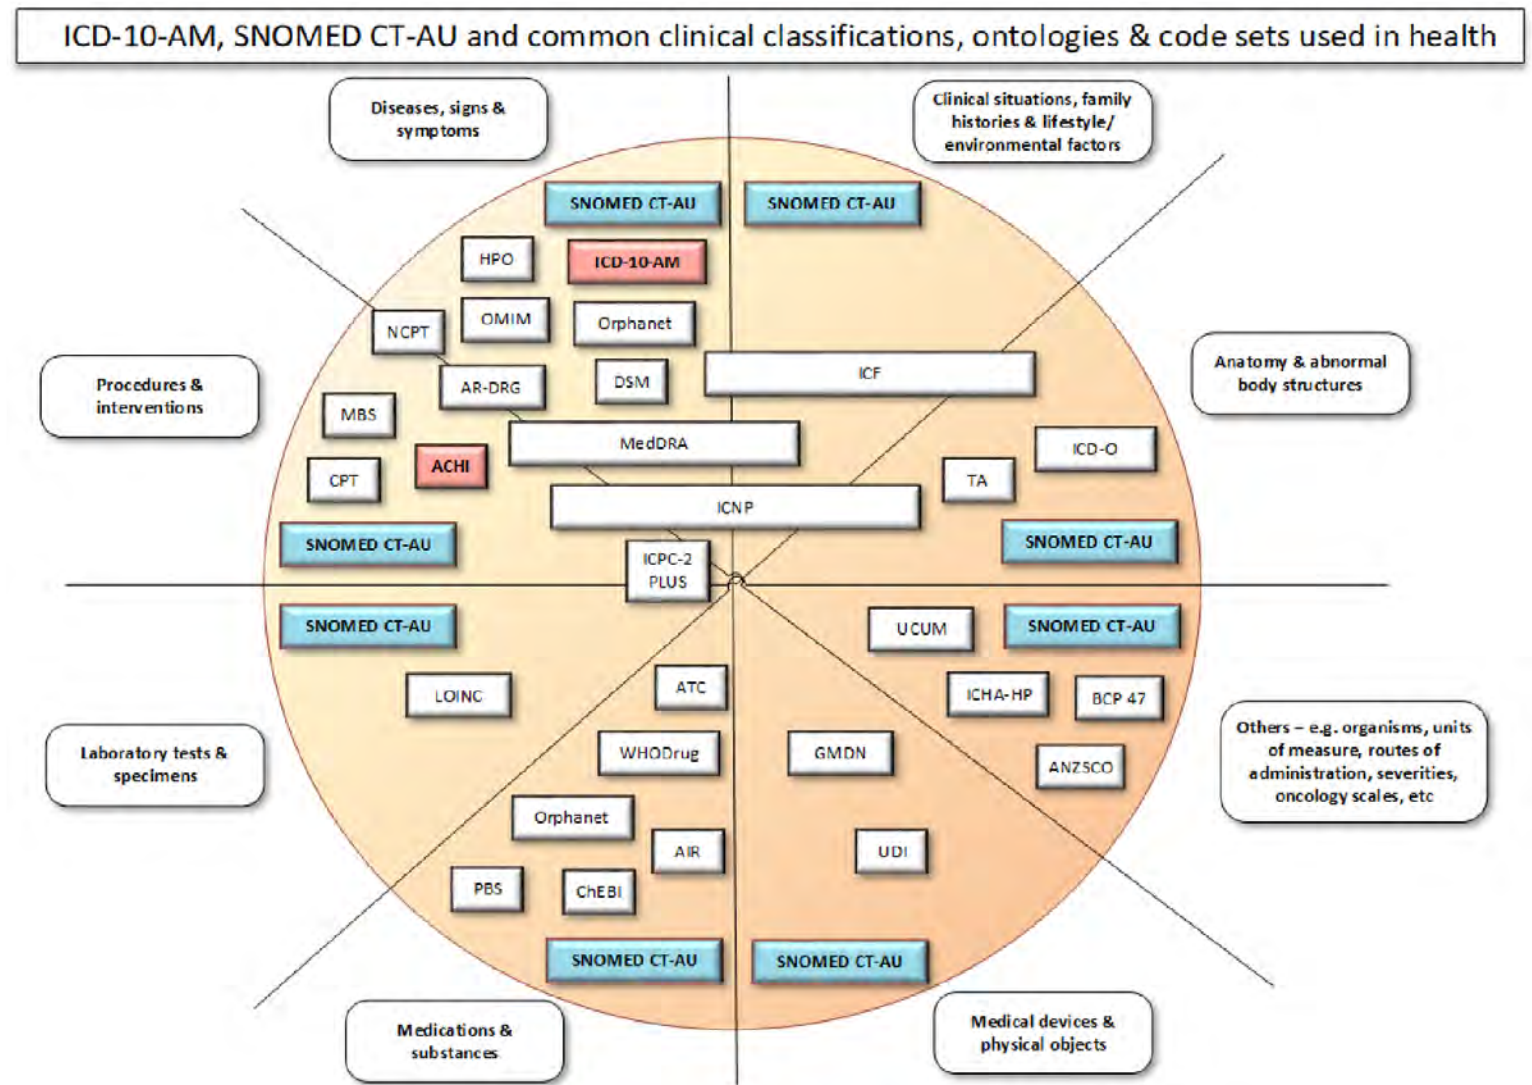 ICD-10-AM, SNOMED CT-AU and common clinical classifications, ontologies & code sets used in health
Diseases, signs &
symptoms
Clinical situations, family
histories & lifestyle/
environmental factors
SNOMED CT-AU
SNOMED CT-AU
HPO
ICD-10-AM
OMIM
Orphanet
NCPT
Procedures &
interventions
AR-DRG
DSM
ICF
Anatomy & abnormal
body structures
MBS
MedDRA
ICD-O
CPT
ACHI
TA
ICNP
SNOMED CT-AU
SNOMED CT-AU
ICPC-2
PLUS
SNOMED CT-AU
UCUM
SNOMED CT-AU
LOINC
ATC
ICHA-HP
BCP 47
Laboratory tests &
specimens
WHODrug
GMDN
ANZSCO
Others – e.g. organisms, units
of measure, routes of
administration, severities,
oncology scales, etc
Orphanet
AIR
UDI
PBS
ChEBI
SNOMED CT-AU
SNOMED CT-AU
Medications &
substances
Medical devices &
physical objects